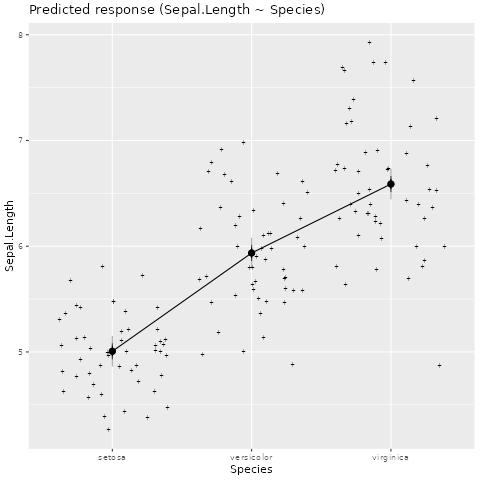 Predicted response (Sepal.Length ~ Species)
8
7
6
5
Sepal.Length
setosa
versicolor
virginica
Species